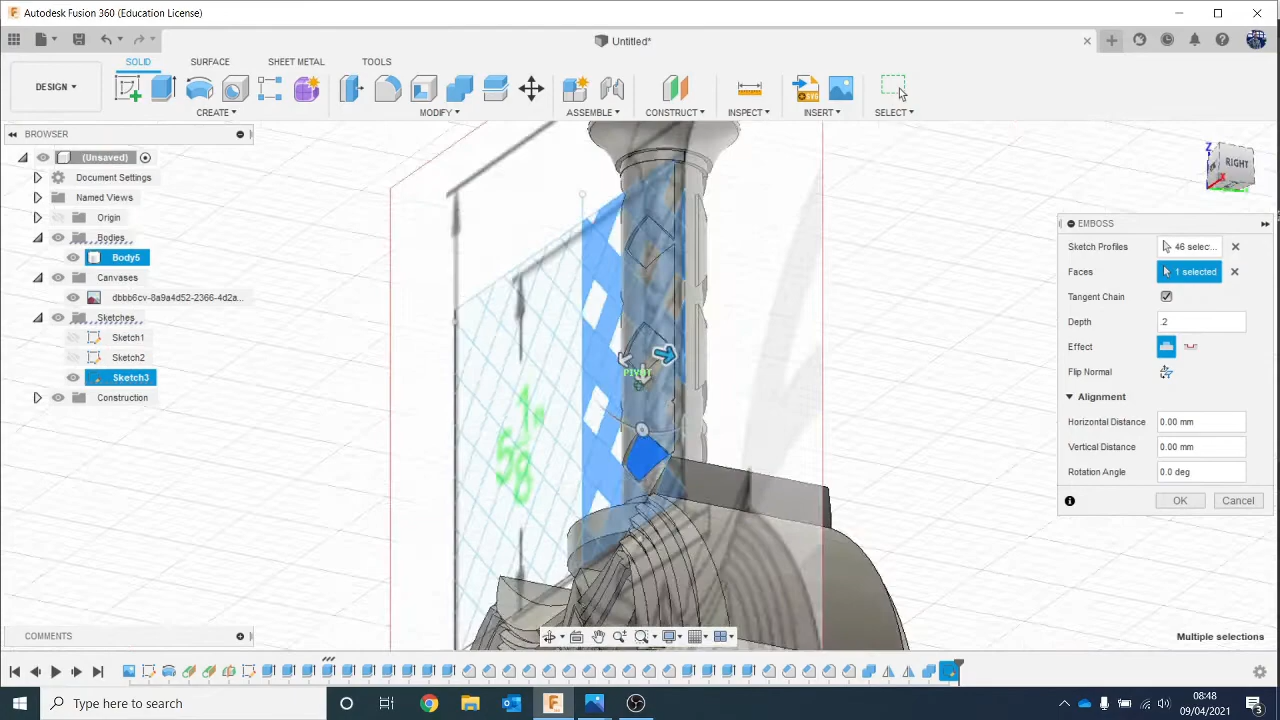 Autodesk Fusion 360 (Education License)
Untitled*
SOLID SURFACE SHEET METAL TOOLS
DESIGN
CREATE MODIFY ASSEMBLE CONSTRUCT INSPECT INSERT SELECT
BROWSER
(Unsaved)
Document Settings
Named Views
Origin
Bodies
Body5
Canvases
dbbb6cv-8a9a4d52-2366-4d2a...
Sketches
Sketch1
Sketch2
Sketch3
Construction
Z
RIGHT
X
PIVOT
58
EMBOSS
Sketch Profiles 46 selec...
Faces 1 selected
Tangent Chain
Depth .2
Effect
Flip Normal
Alignment
Horizontal Distance 0.00 mm
Vertical Distance 0.00 mm
Rotation Angle 0.0 deg
OK Cancel
COMMENTS
Multiple selections
Type here to search
08:48
09/04/2021
3